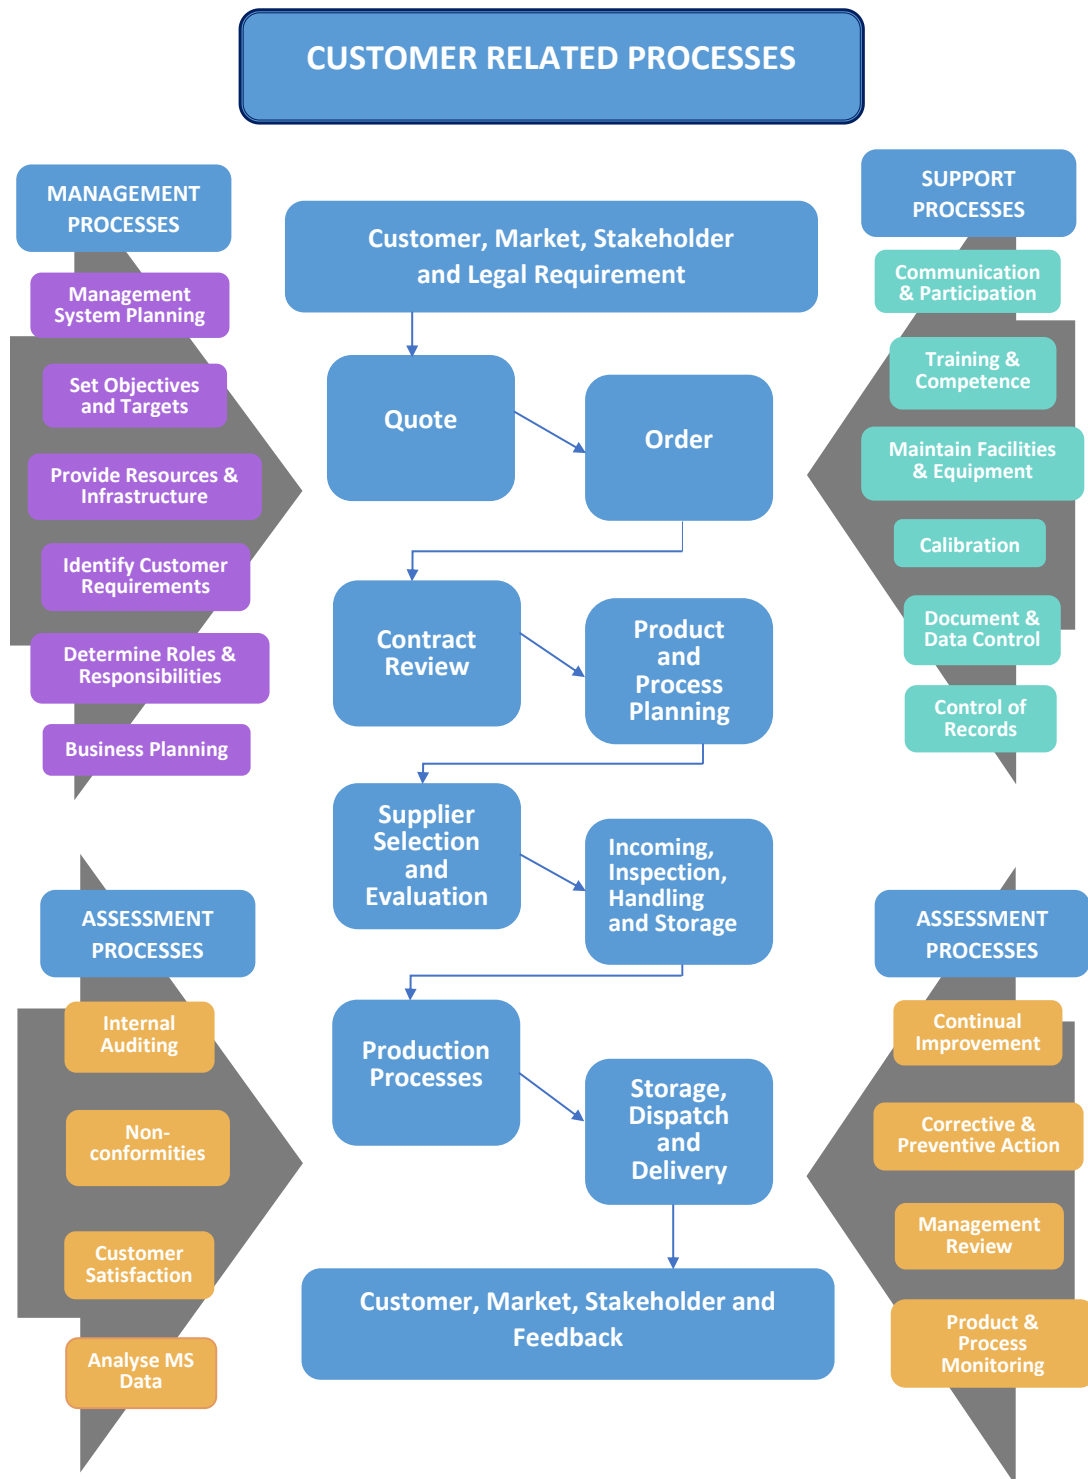 CUSTOMER RELATED PROCESSES
MANAGEMENT
PROCESSES
Management
System Planning
Set Objectives
and Targets
Provide Resources &
Infrastructure
Identify Customer
Requirements
Determine Roles &
Responsibilities
Business Planning
Customer, Market, Stakeholder
and Legal Requirement
Quote
Order
Contract
Review
Product
and
Process
Planning
Supplier
Selection
and
Evaluation
Incoming,
Inspection,
Handling
and Storage
Production
Processes
Storage,
Dispatch
and
Delivery
Customer, Market, Stakeholder and
Feedback
SUPPORT
PROCESSES
Communication
& Participation
Training &
Competence
Maintain Facilities
& Equipment
Calibration
Document &
Data Control
Control of
Records
ASSESSMENT
PROCESSES
Internal
Auditing
Non-
conformities
Customer
Satisfaction
Analyse MS
Data
ASSESSMENT
PROCESSES
Continual
Improvement
Corrective &
Preventive Action
Management
Review
Product &
Process
Monitoring